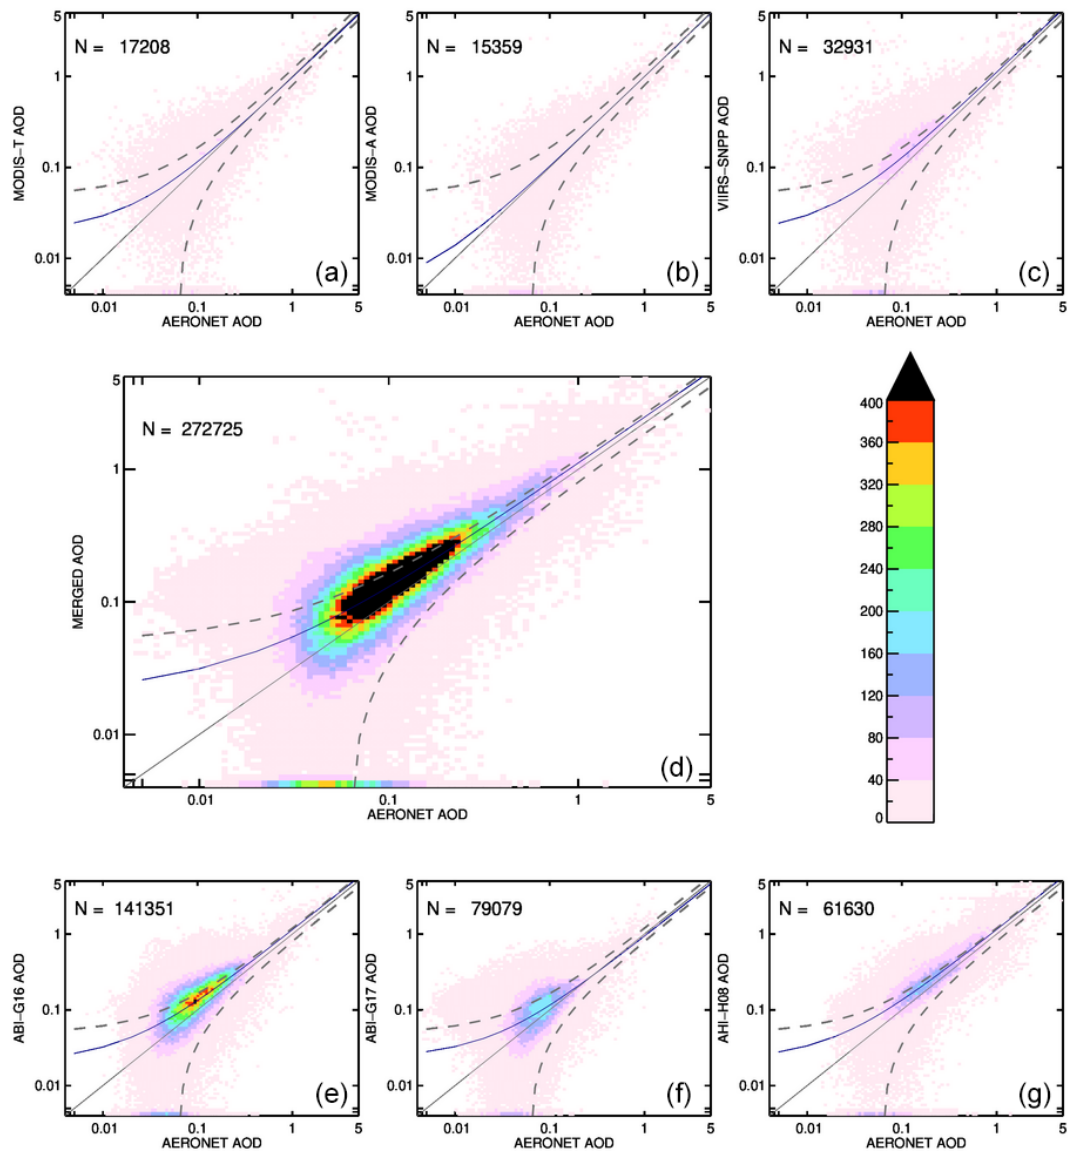 N = 17208
5
1
0.1
0.01
MODIS-T AOD
(a)
0.01 0.1 1 5
AERONET AOD
N = 15359
5
1
0.1
0.01
MODIS-A AOD
(b)
0.01 0.1 1 5
AERONET AOD
N = 32931
5
1
0.1
0.01
VIIRS-SNPP AOD
(c)
0.01 0.1 1 5
AERONET AOD
N = 272725
5
1
0.1
0.01
MERGED AOD
(d)
0.01 0.1 1 5
AERONET AOD
400
360
320
280
240
200
160
120
80
40
0
N = 141351
5
1
0.1
0.01
ABI-G16 AOD
(e)
0.01 0.1 1 5
AERONET AOD
N = 79079
5
1
0.1
0.01
ABI-G17 AOD
(f)
0.01 0.1 1 5
AERONET AOD
N = 61630
5
1
0.1
0.01
AHI-H08 AOD
(g)
0.01 0.1 1 5
AERONET AOD